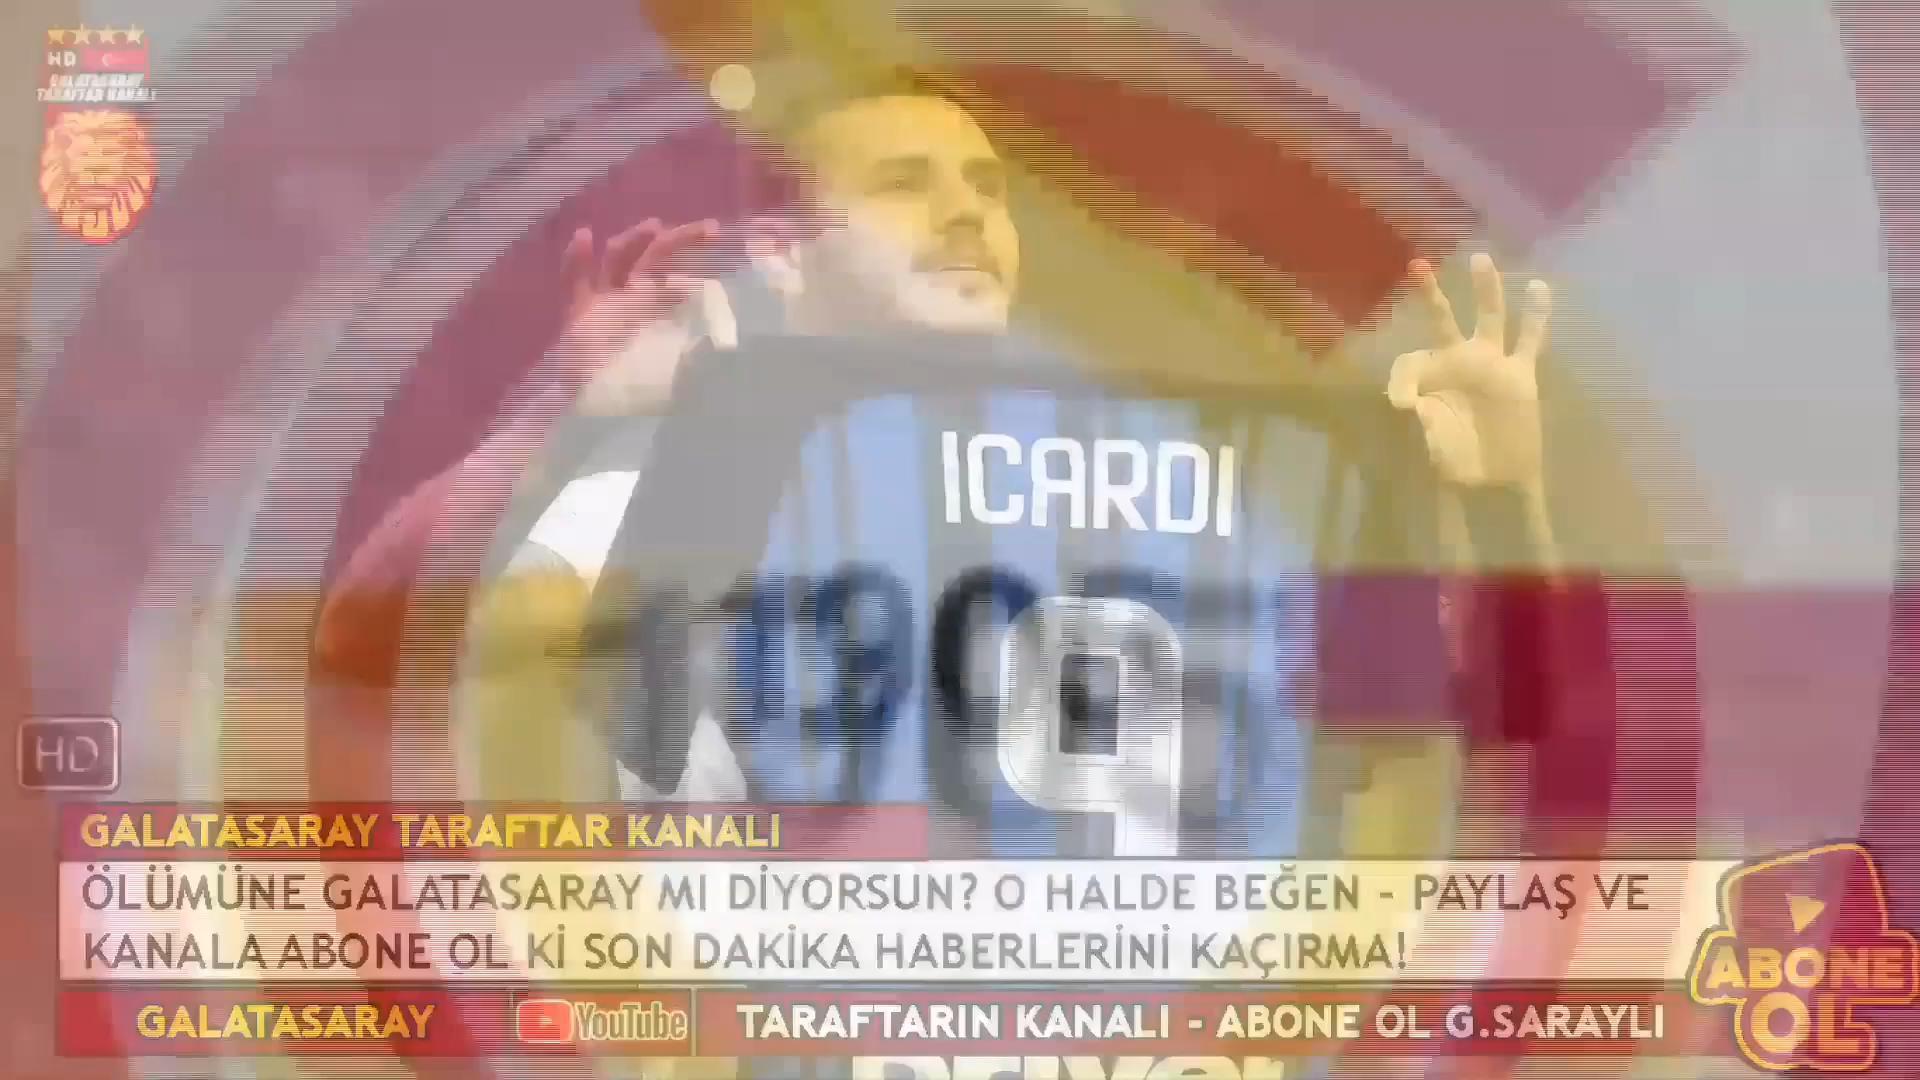 HD
GALATASARAY
TARAFTAR KANALI
ICARDI
9
HD
GALATASARAY TARAFTAR KANALI
ÖLÜMÜNE GALATASARAY MI DİYORSUN? O HALDE BEĞEN - PAYLAŞ VE
KANALA ABONE OL Kİ SON DAKİKA HABERLERİNİ KAÇIRMA!
GALATASARAY YouTube TARAFTARIN KANALI - ABONE OL G.SARAYLI
ABONE
OL